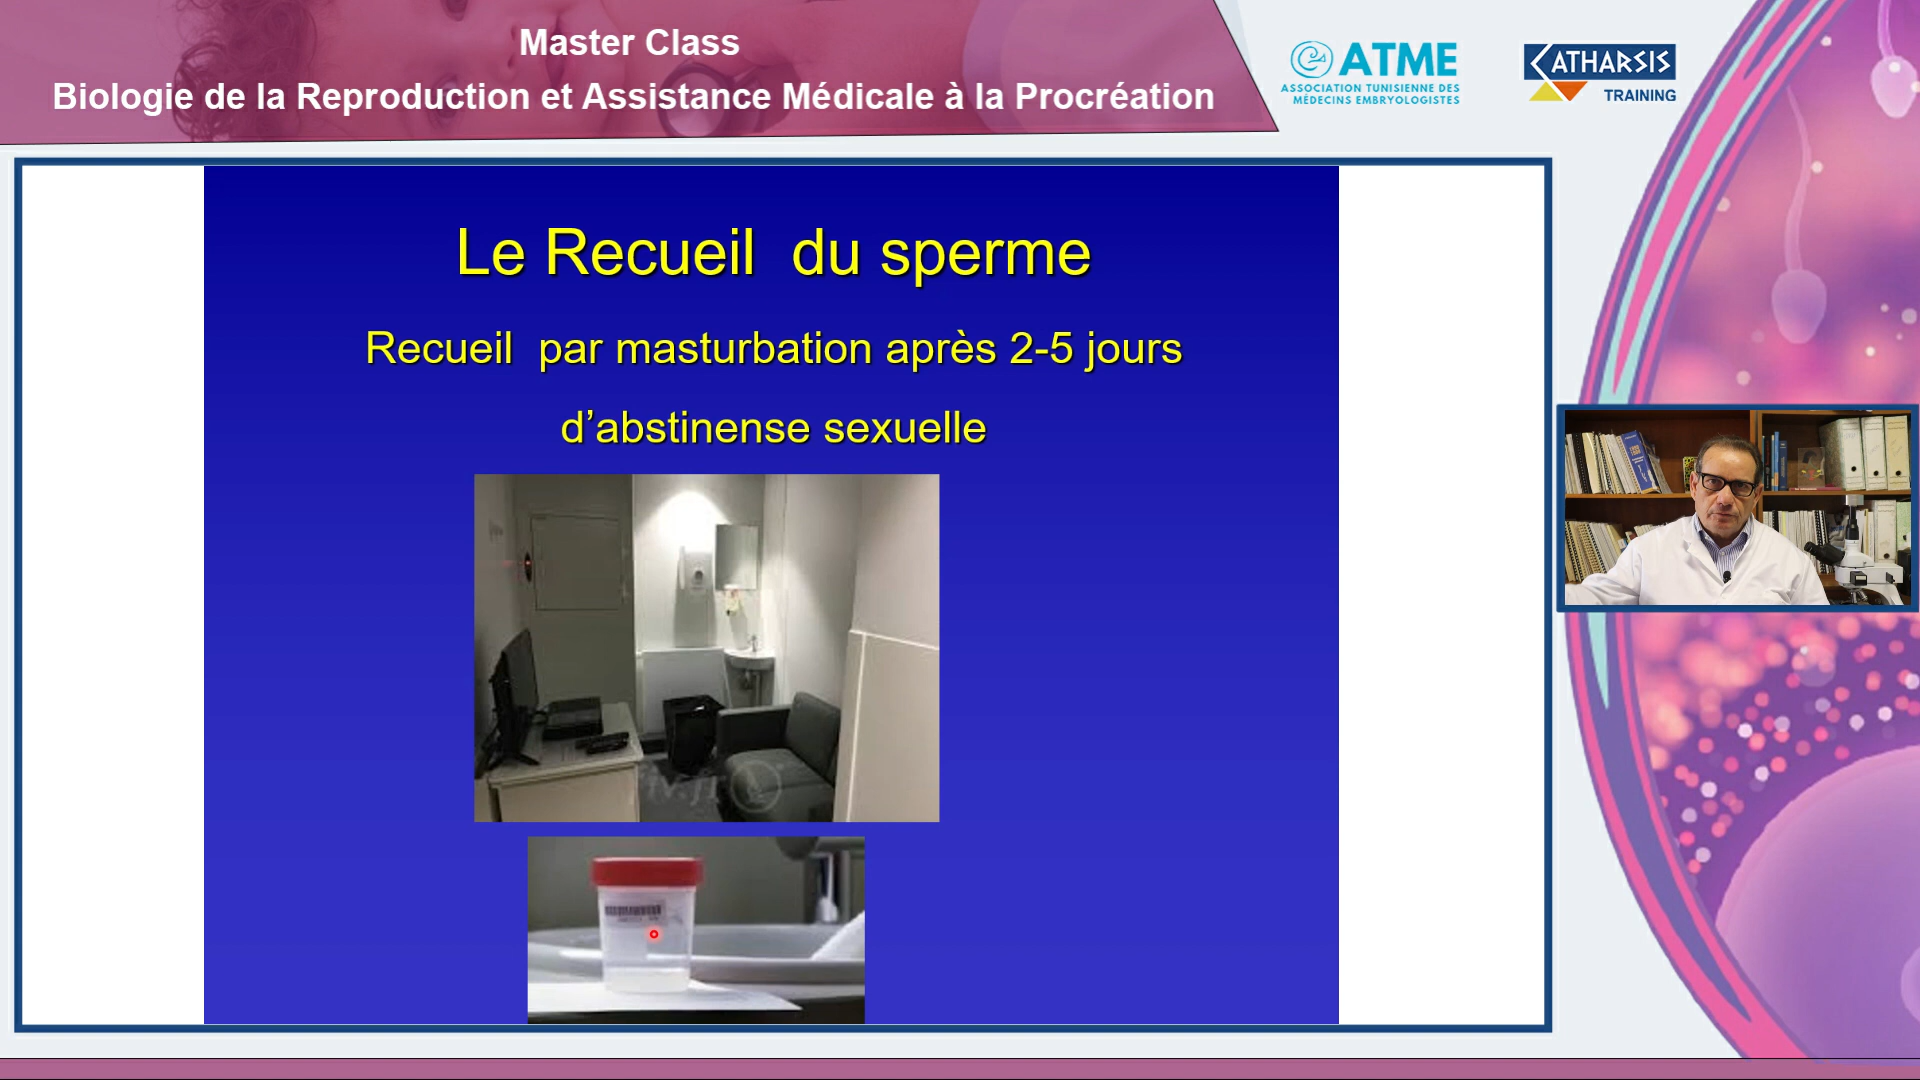 Master Class
Biologie de la Reproduction et Assistance Médicale à la Procréation
ATME
ASSOCIATION TUNISIENNE DES
MÉDECINS EMBRYOLOGISTES
CATHARSIS
TRAINING
Le Recueil du sperme
Recueil par masturbation après 2-5 jours
d’abstinense sexuelle